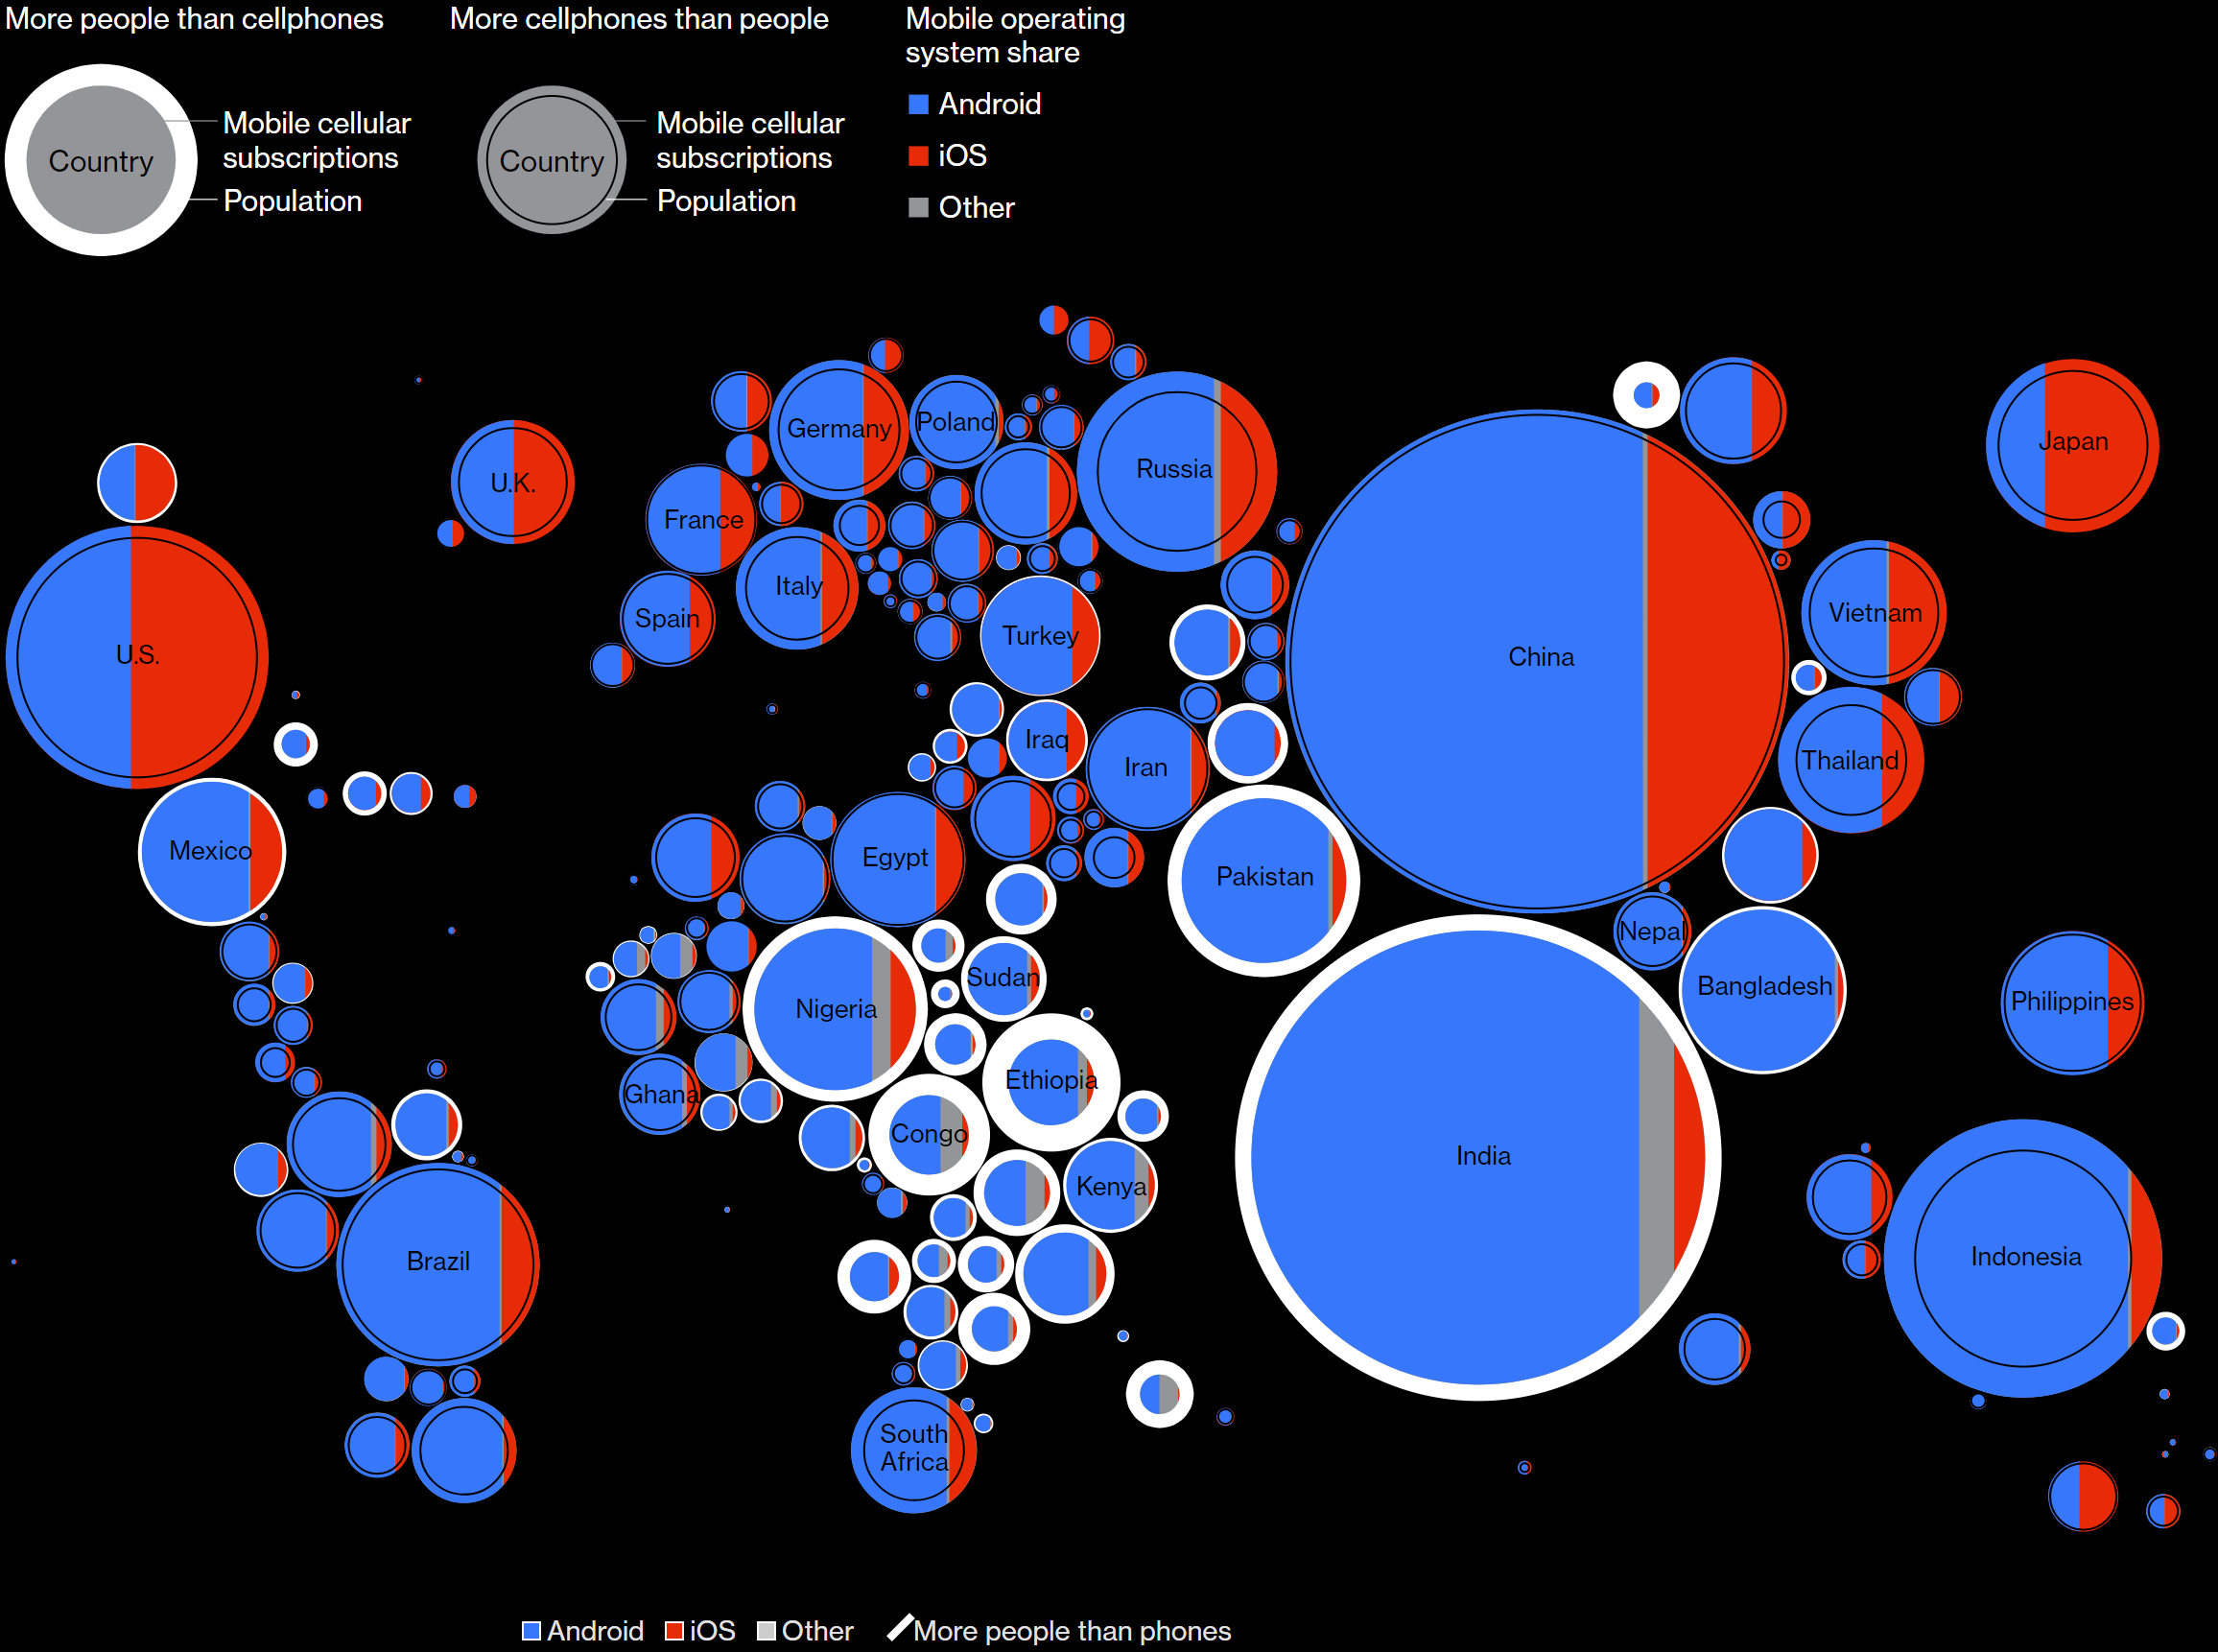 More people than cellphones
More cellphones than people
Mobile operating
system share
Country
Mobile cellular
subscriptions
Population
Country
Mobile cellular
subscriptions
Population
Android
iOS
Other
Germany
Poland
Russia
Japan
U.K.
France
Italy
Spain
Turkey
China
Vietnam
U.S.
Iraq
Iran
Thailand
Mexico
Egypt
Pakistan
Nepal
Bangladesh
Philippines
Nigeria
Sudan
Ghana
Ethiopia
Congo
Kenya
India
Brazil
Indonesia
South
Africa
Android
iOS
Other
More people than phones